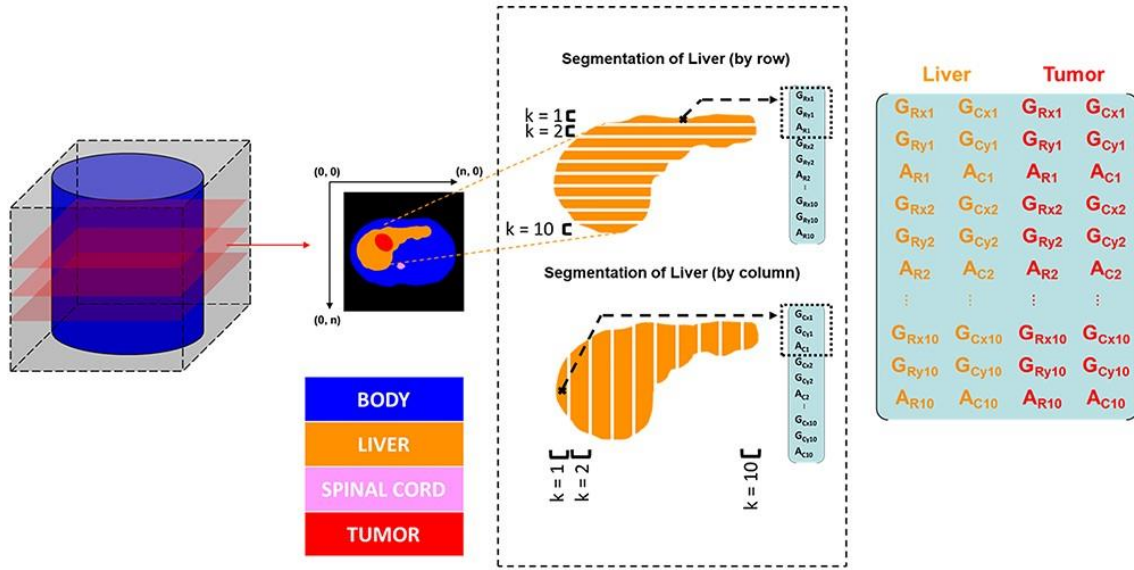 (0, 0)
(n, 0)
(0, n)
BODY
LIVER
SPINAL CORD
TUMOR
Segmentation of Liver (by row)
k = 1
k = 2
k = 10
G_Rx1
G_Ry1
A_R1
G_Rx2
G_Ry2
A_R2
⋮
G_Rx10
G_Ry10
A_R10
Segmentation of Liver (by column)
G_Cx1
G_Cy1
A_C1
G_Cx2
G_Cy2
A_C2
⋮
G_Cx10
G_Cy10
A_C10
k = 1
k = 2
k = 10
Liver Tumor
G_Rx1 G_Cx1 G_Rx1 G_Cx1
G_Ry1 G_Cy1 G_Ry1 G_Cy1
A_R1 A_C1 A_R1 A_C1
G_Rx2 G_Cx2 G_Rx2 G_Cx2
G_Ry2 G_Cy2 G_Ry2 G_Cy2
A_R2 A_C2 A_R2 A_C2
⋮ ⋮ ⋮ ⋮
G_Rx10 G_Cx10 G_Rx10 G_Cx10
G_Ry10 G_Cy10 G_Ry10 G_Cy10
A_R10 A_C10 A_R10 A_C10